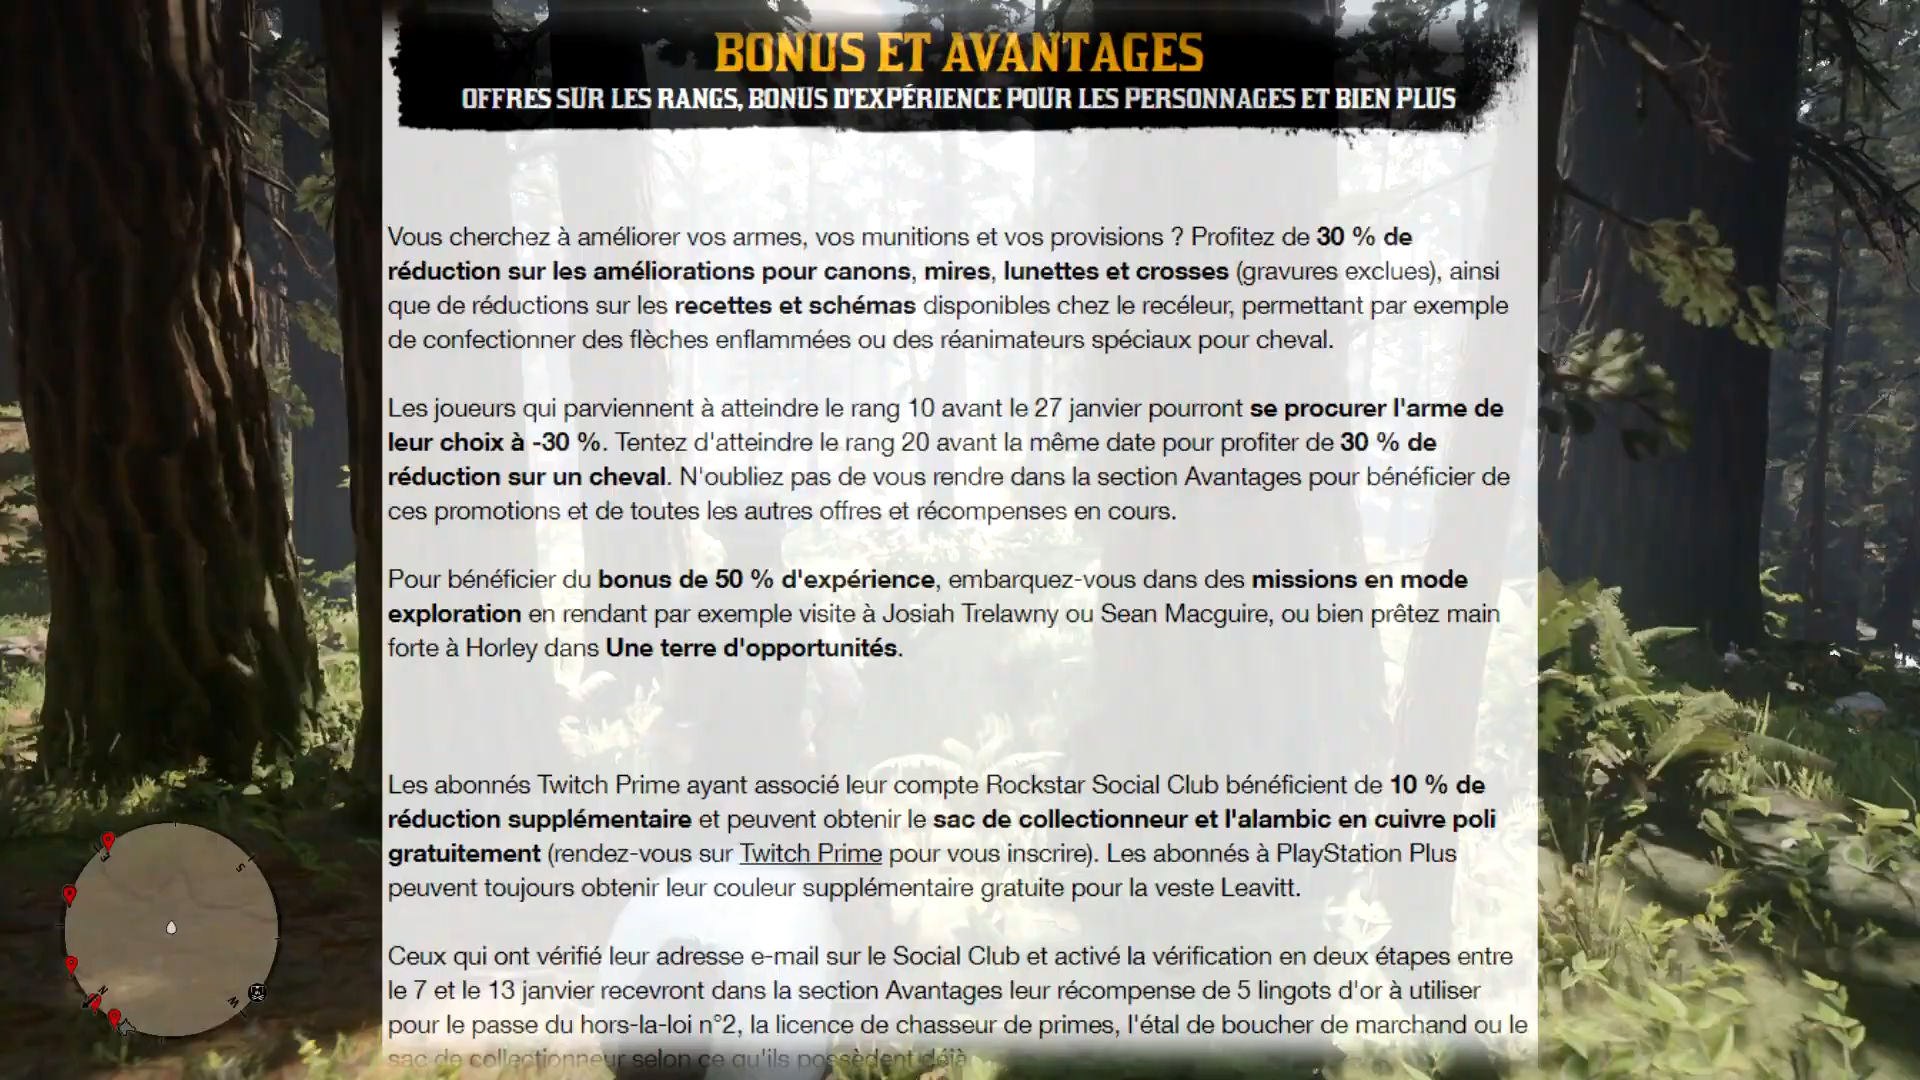 BONUS ET AVANTAGES
OFFRES SUR LES RANGS, BONUS D'EXPÉRIENCE POUR LES PERSONNAGES ET BIEN PLUS
Vous cherchez à améliorer vos armes, vos munitions et vos provisions ? Profitez de 30 % de
réduction sur les améliorations pour canons, mires, lunettes et crosses (gravures exclues), ainsi
que de réductions sur les recettes et schémas disponibles chez le recéleur, permettant par exemple
de confectionner des flèches enflammées ou des réanimateurs spéciaux pour cheval.
Les joueurs qui parviennent à atteindre le rang 10 avant le 27 janvier pourront se procurer l'arme de
leur choix à -30 %. Tentez d'atteindre le rang 20 avant la même date pour profiter de 30 % de
réduction sur un cheval. N'oubliez pas de vous rendre dans la section Avantages pour bénéficier de
ces promotions et de toutes les autres offres et récompenses en cours.
Pour bénéficier du bonus de 50 % d'expérience, embarquez-vous dans des missions en mode
exploration en rendant par exemple visite à Josiah Trelawny ou Sean Macguire, ou bien prêtez main
forte à Horley dans Une terre d'opportunités.
Les abonnés Twitch Prime ayant associé leur compte Rockstar Social Club bénéficient de 10 % de
réduction supplémentaire et peuvent obtenir le sac de collectionneur et l'alambic en cuivre poli
gratuitement (rendez-vous sur Twitch Prime pour vous inscrire). Les abonnés à PlayStation Plus
peuvent toujours obtenir leur couleur supplémentaire gratuite pour la veste Leavitt.
Ceux qui ont vérifié leur adresse e-mail sur le Social Club et activé la vérification en deux étapes entre
le 7 et le 13 janvier recevront dans la section Avantages leur récompense de 5 lingots d'or à utiliser
pour le passe du hors-la-loi n°2, la licence de chasseur de primes, l'étal de boucher de marchand ou le
sac de collectionneur selon ce qu'ils possèdent déjà
E
S
N
W